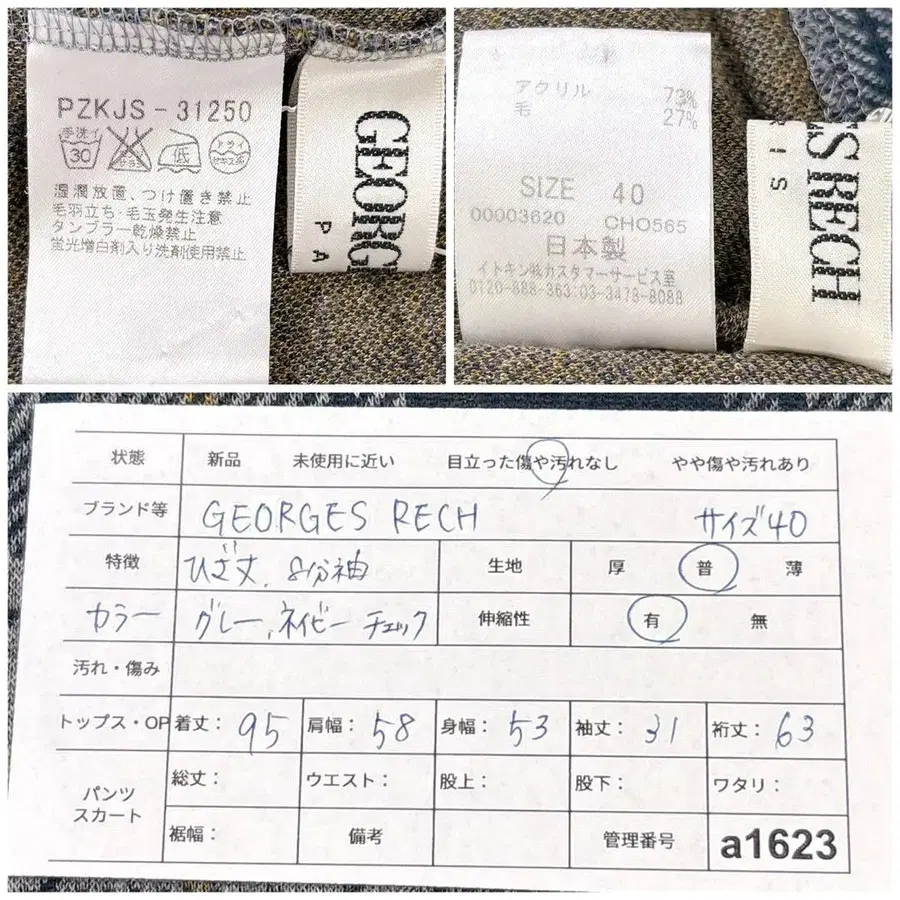 PZKJS-31250
手洗イ
30
エンソ
サラシ
低
ドライ
セキユ系
湿潤放置、つけ置き禁止
毛羽立ち・毛玉発生注意
タンブラー乾燥禁止
蛍光増白剤入り洗剤使用禁止
GEORG
PA
アクリル 73%
毛 27%
SIZE 40
00003620 CHO565
日本製
イトキン㈱カスタマーサービス室
0120-888-363:03-3478-8088
ES RECH
RIS
状態 新品 未使用に近い 目立った傷や汚れなし やや傷や汚れあり
ブランド等 GEORGES RECH サイズ40
特徴 ひざ丈、8分袖 生地 厚 普 薄
カラー グレー、ネイビー チェック 伸縮性 有 無
汚れ・傷み
トップス・OP 着丈：95 肩幅：58 身幅：53 袖丈：31 裄丈：63
パンツ
スカート
総丈： ウエスト： 股上： 股下： ワタリ：
裾幅： 備考 管理番号 a1623